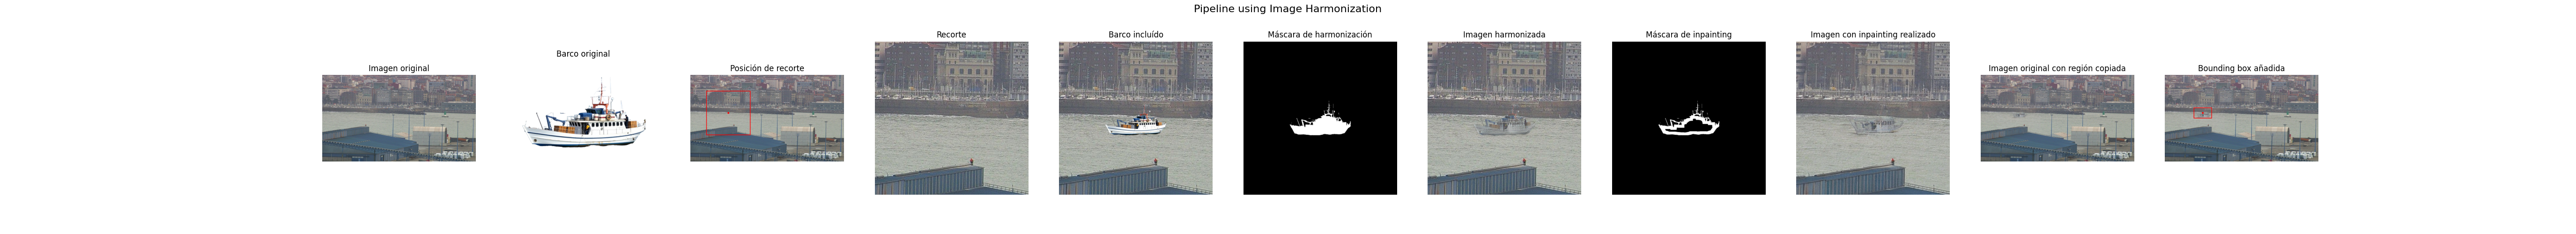 Pipeline using Image Harmonization
Imagen original
Barco original
Posición de recorte
Recorte
Barco incluído
Máscara de harmonización
Imagen harmonizada
Máscara de inpainting
Imagen con inpainting realizado
Imagen original con región copiada
Bounding box añadida